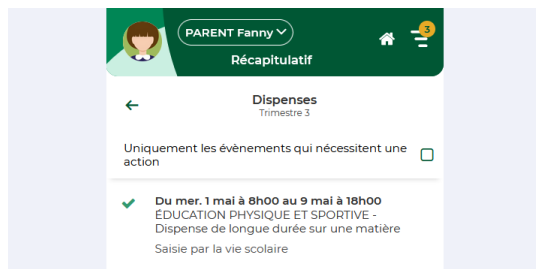 PARENT Fanny
3
Récapitulatif
Dispenses
Trimestre 3
Uniquement les évènements qui nécessitent une
action
Du mer. 1 mai à 8h00 au 9 mai à 18h00
ÉDUCATION PHYSIQUE ET SPORTIVE -
Dispense de longue durée sur une matière
Saisie par la vie scolaire